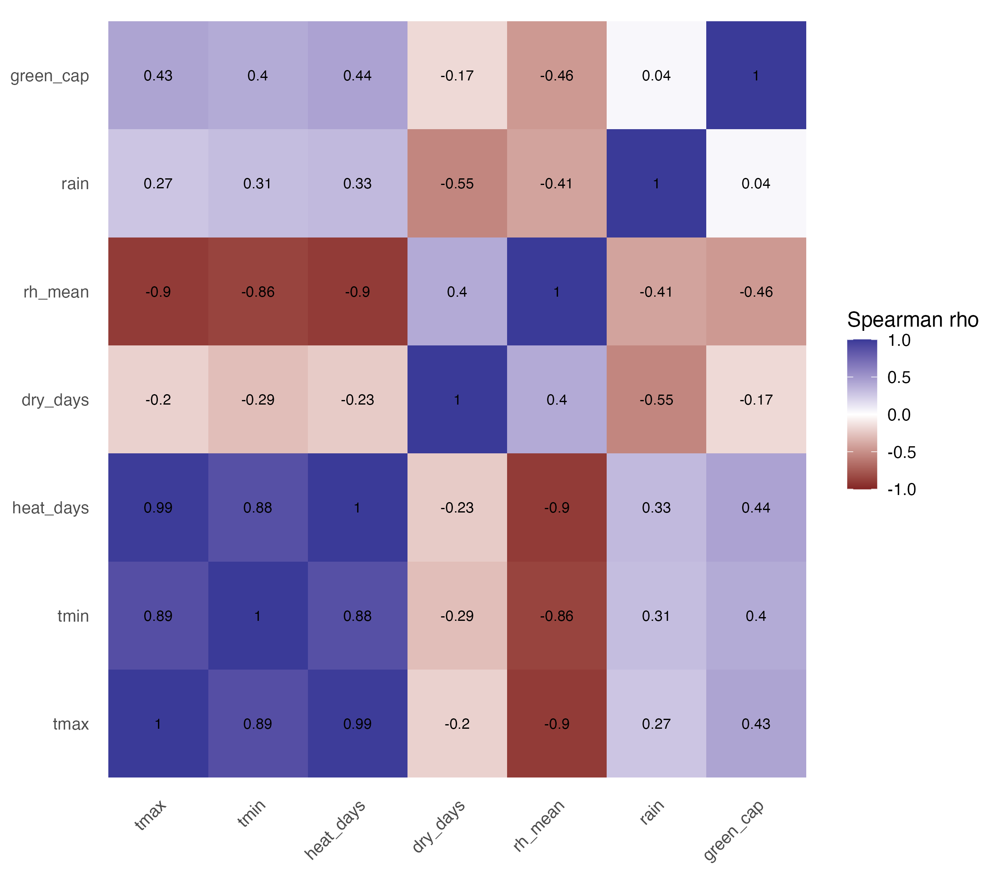 green_cap 0.43 0.4 0.44 -0.17 -0.46 0.04 1
rain 0.27 0.31 0.33 -0.55 -0.41 1 0.04
rh_mean -0.9 -0.86 -0.9 0.4 1 -0.41 -0.46
dry_days -0.2 -0.29 -0.23 1 0.4 -0.55 -0.17
heat_days 0.99 0.88 1 -0.23 -0.9 0.33 0.44
tmin 0.89 1 0.88 -0.29 -0.86 0.31 0.4
tmax 1 0.89 0.99 -0.2 -0.9 0.27 0.43
tmax tmin heat_days dry_days rh_mean rain green_cap
Spearman rho
1.0
0.5
0.0
-0.5
-1.0